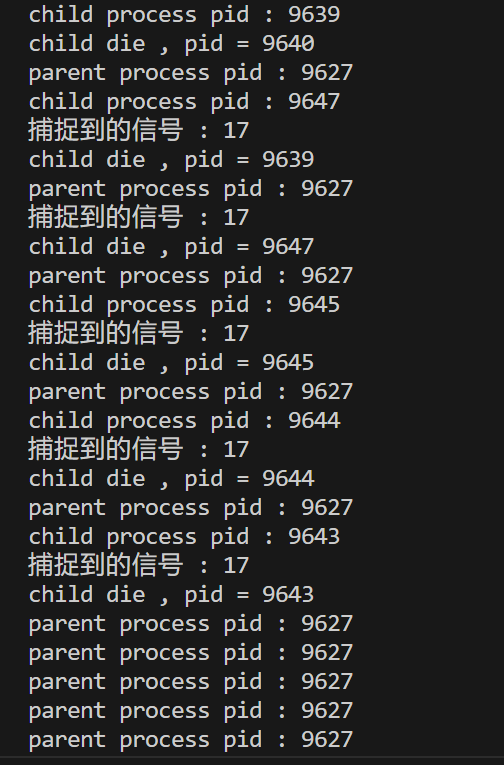 child process pid : 9639
child die , pid = 9640
parent process pid : 9627
child process pid : 9647
捕捉到的信号 : 17
child die , pid = 9639
parent process pid : 9627
捕捉到的信号 : 17
child die , pid = 9647
parent process pid : 9627
child process pid : 9645
捕捉到的信号 : 17
child die , pid = 9645
parent process pid : 9627
child process pid : 9644
捕捉到的信号 : 17
child die , pid = 9644
parent process pid : 9627
child process pid : 9643
捕捉到的信号 : 17
child die , pid = 9643
parent process pid : 9627
parent process pid : 9627
parent process pid : 9627
parent process pid : 9627
parent process pid : 9627